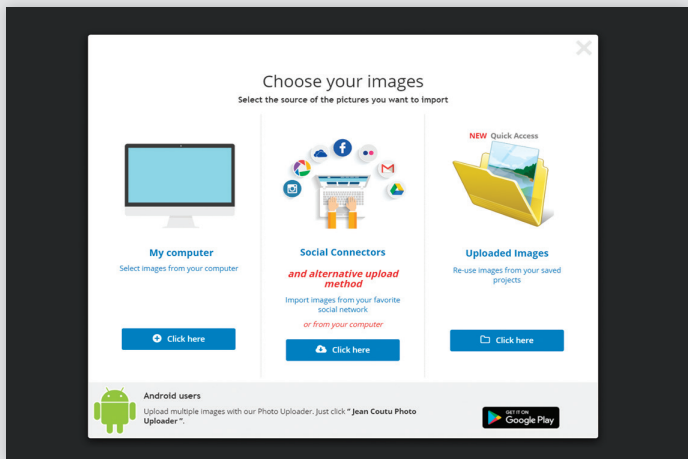 Choose your images
Select the source of the pictures you want to import
NEW Quick Access
My computer
Select images from your computer
Click here
Social Connectors
and alternative upload
method
Import images from your favorite
social network
or from your computer
Click here
Uploaded Images
Re-use images from your saved
projects
Click here
Android users
Upload multiple images with our Photo Uploader. Just click “ Jean Coutu Photo
Uploader ”.
GET IT ON
Google Play